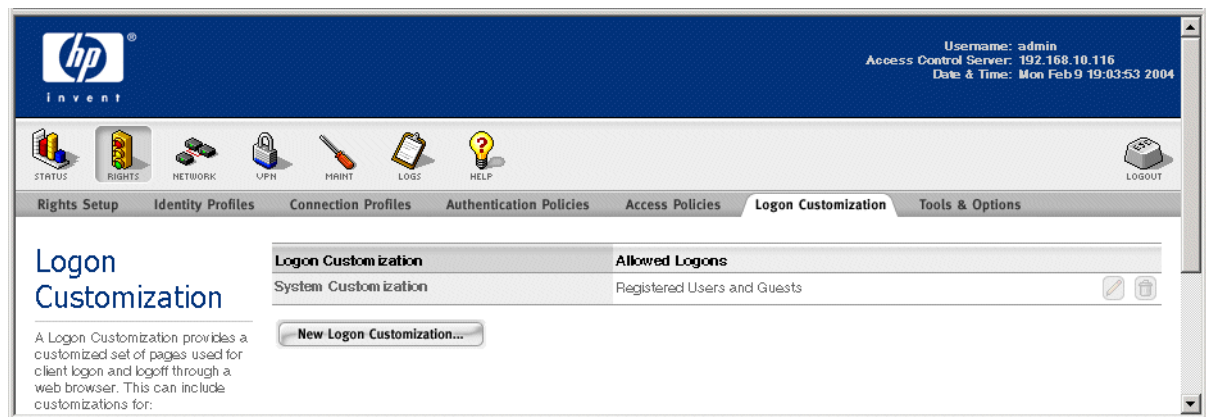 hp
®
invent
Username: admin
Access Control Server: 192.168.10.116
Date & Time: Mon Feb 9 19:03:53 2004
STATUS RIGHTS NETWORK VPN MAINT LOGS HELP LOGOUT
Rights Setup Identity Profiles Connection Profiles Authentication Policies Access Policies Logon Customization Tools & Options
Logon
Customization
A Logon Customization provides a
customized set of pages used for
client logon and logoff through a
web browser. This can include
customizations for:
Logon Customization Allowed Logons
System Customization Registered Users and Guests
New Logon Customization...